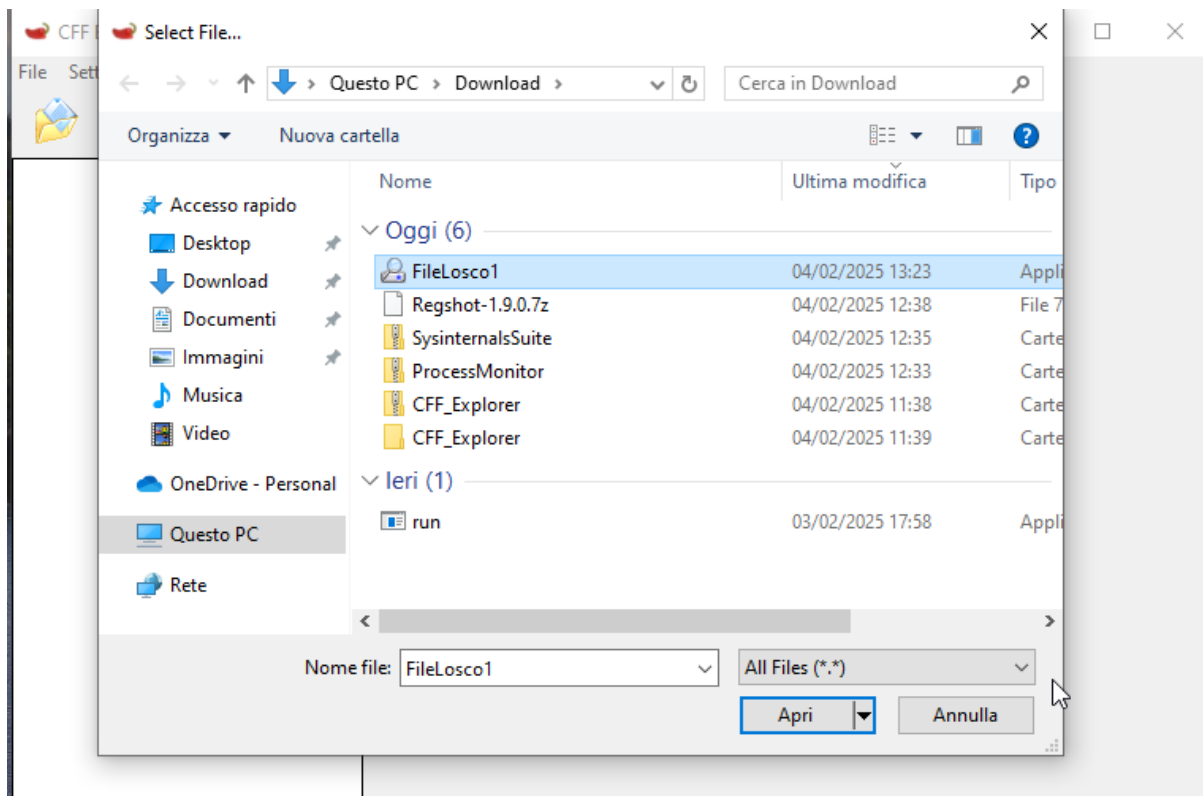 CFF E
Select File...
File Sett
Questo PC > Download >
Cerca in Download
Organizza
Nuova cartella
?
Nome
Ultima modifica
Tipo
Accesso rapido
Desktop
Download
Documenti
Immagini
Musica
Video
OneDrive - Personal
Questo PC
Rete
Oggi (6)
FileLosco1 04/02/2025 13:23 Appli
Regshot-1.9.0.7z 04/02/2025 12:38 File 7
SysinternalsSuite 04/02/2025 12:35 Carte
ProcessMonitor 04/02/2025 12:33 Carte
CFF_Explorer 04/02/2025 11:38 Carte
CFF_Explorer 04/02/2025 11:39 Carte
Ieri (1)
run 03/02/2025 17:58 Appli
Nome file: FileLosco1
All Files (*.*)
Apri
Annulla